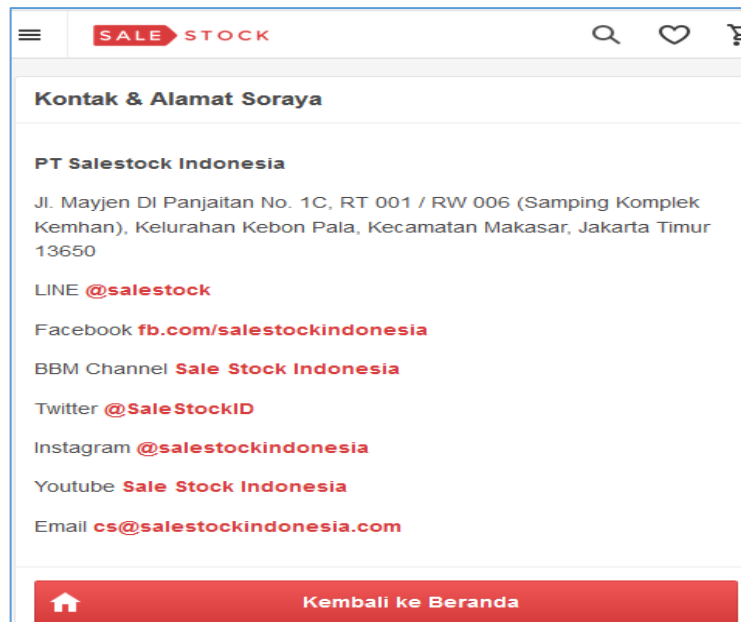 SALE STOCK
Kontak & Alamat Soraya
PT Salestock Indonesia
Jl. Mayjen DI Panjaitan No. 1C, RT 001 / RW 006 (Samping Komplek
Kemhan), Kelurahan Kebon Pala, Kecamatan Makasar, Jakarta Timur
13650
LINE @salestock
Facebook fb.com/salestockindonesia
BBM Channel Sale Stock Indonesia
Twitter @SaleStockID
Instagram @salestockindonesia
Youtube Sale Stock Indonesia
Email cs@salestockindonesia.com
Kembali ke Beranda